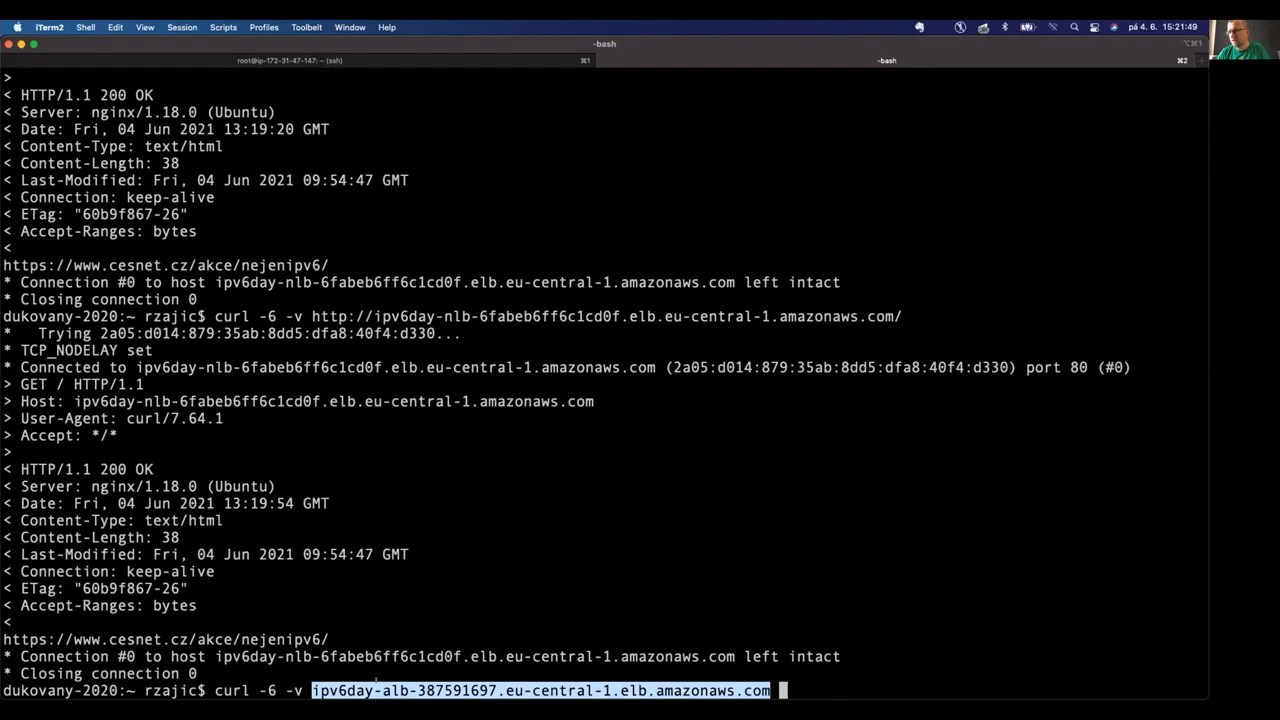 iTerm2 Shell Edit View Session Scripts Profiles Toolbelt Window Help pá 4. 6. 15:21:49
-bash ⌥⌘1
root@ip-172-31-47-147: ~ (ssh) ⌘1 -bash ⌘2 +
>
< HTTP/1.1 200 OK
< Server: nginx/1.18.0 (Ubuntu)
< Date: Fri, 04 Jun 2021 13:19:20 GMT
< Content-Type: text/html
< Content-Length: 38
< Last-Modified: Fri, 04 Jun 2021 09:54:47 GMT
< Connection: keep-alive
< ETag: "60b9f867-26"
< Accept-Ranges: bytes
<
https://www.cesnet.cz/akce/nejenipv6/
* Connection #0 to host ipv6day-nlb-6fabeb6ff6c1cd0f.elb.eu-central-1.amazonaws.com left intact
* Closing connection 0
dukovany-2020:~ rzajic$ curl -6 -v http://ipv6day-nlb-6fabeb6ff6c1cd0f.elb.eu-central-1.amazonaws.com/
*   Trying 2a05:d014:879:35ab:8dd5:dfa8:40f4:d330...
* TCP_NODELAY set
* Connected to ipv6day-nlb-6fabeb6ff6c1cd0f.elb.eu-central-1.amazonaws.com (2a05:d014:879:35ab:8dd5:dfa8:40f4:d330) port 80 (#0)
> GET / HTTP/1.1
> Host: ipv6day-nlb-6fabeb6ff6c1cd0f.elb.eu-central-1.amazonaws.com
> User-Agent: curl/7.64.1
> Accept: */*
>
< HTTP/1.1 200 OK
< Server: nginx/1.18.0 (Ubuntu)
< Date: Fri, 04 Jun 2021 13:19:54 GMT
< Content-Type: text/html
< Content-Length: 38
< Last-Modified: Fri, 04 Jun 2021 09:54:47 GMT
< Connection: keep-alive
< ETag: "60b9f867-26"
< Accept-Ranges: bytes
<
https://www.cesnet.cz/akce/nejenipv6/
* Connection #0 to host ipv6day-nlb-6fabeb6ff6c1cd0f.elb.eu-central-1.amazonaws.com left intact
* Closing connection 0
dukovany-2020:~ rzajic$ curl -6 -v ipv6day-alb-387591697.eu-central-1.elb.amazonaws.com